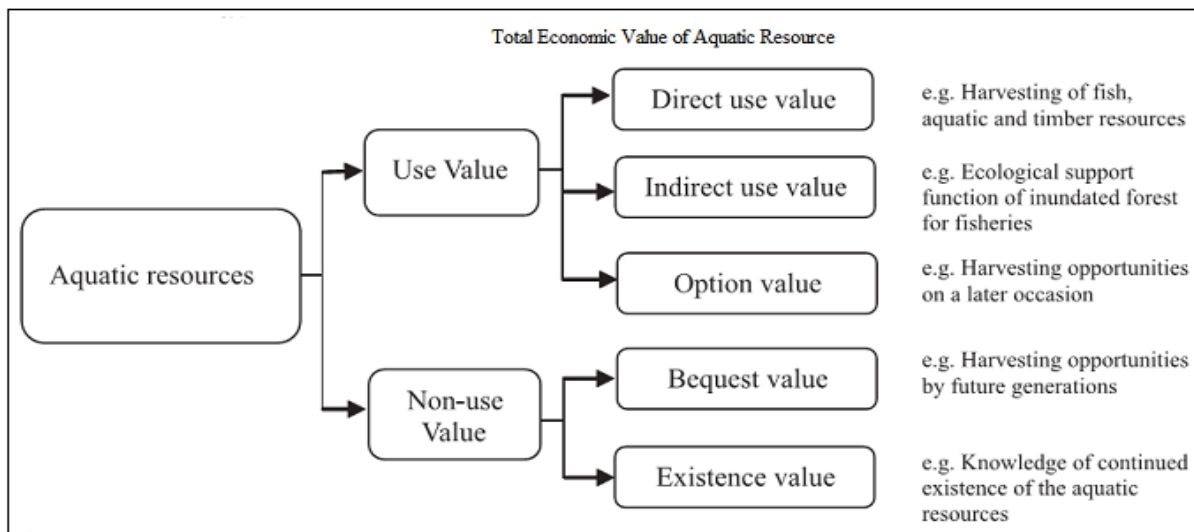 Total Economic Value of Aquatic Resource
Direct use value
e.g. Harvesting of fish,
aquatic and timber resources
Use Value
Indirect use value
e.g. Ecological support
function of inundated forest
for fisheries
Aquatic resources
Option value
e.g. Harvesting opportunities
on a later occasion
Bequest value
e.g. Harvesting opportunities
by future generations
Non-use
Value
Existence value
e.g. Knowledge of continued
existence of the aquatic
resources